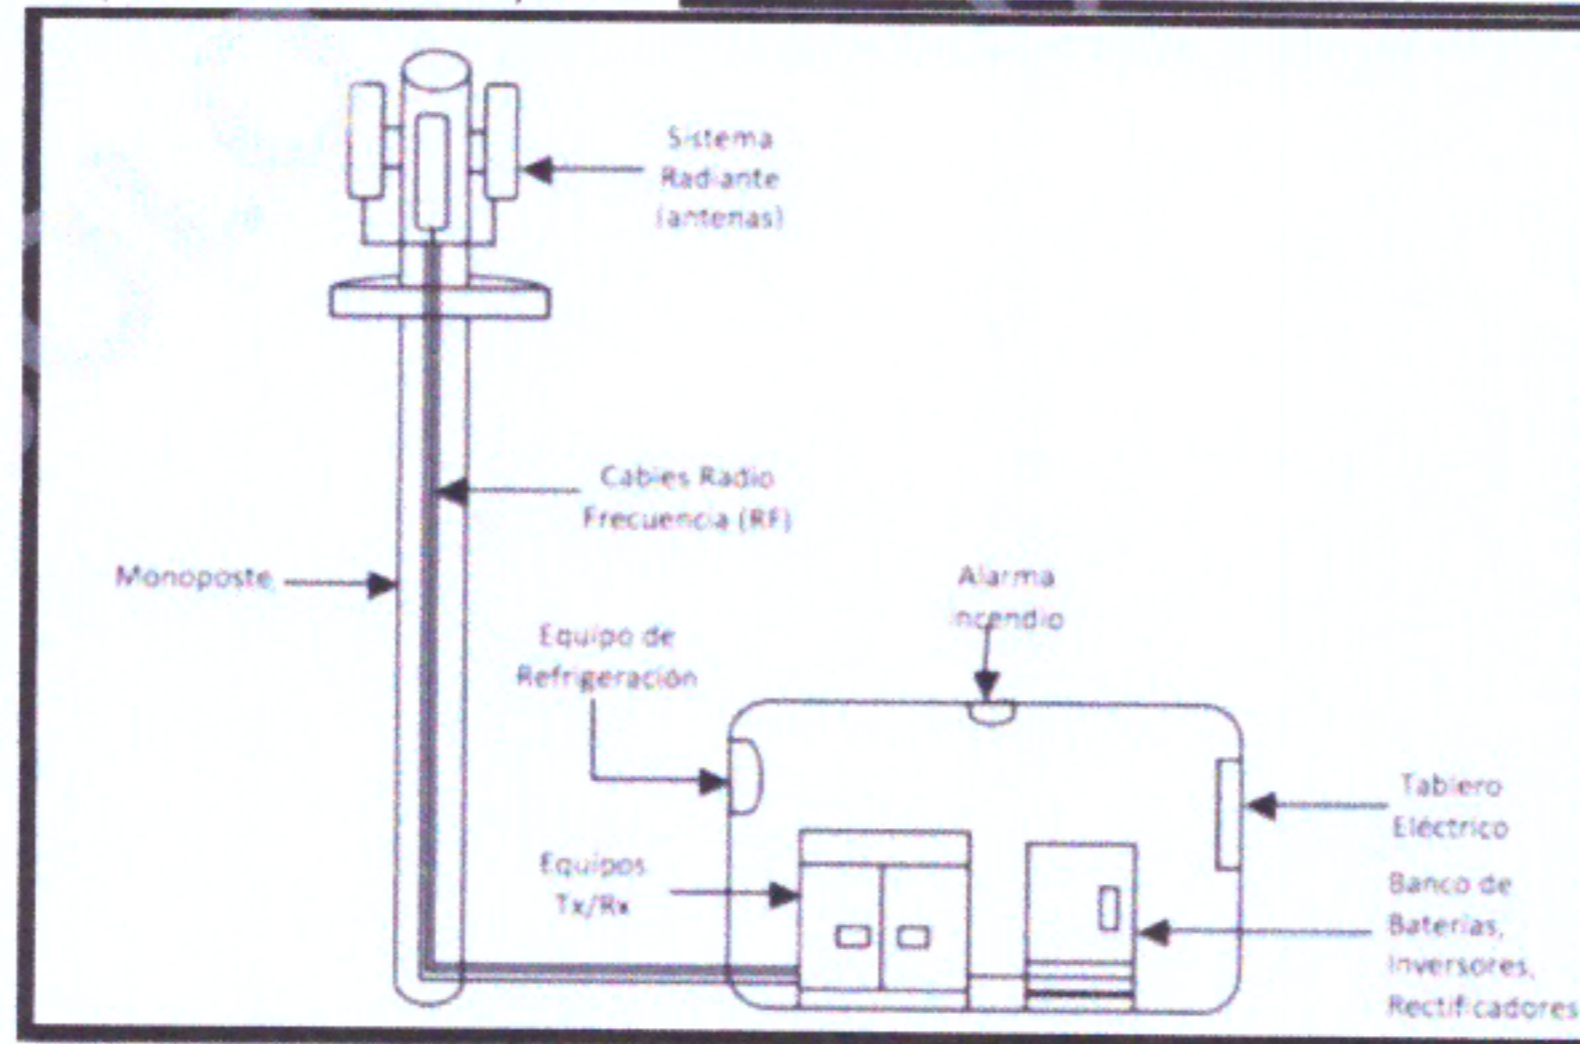 Sistema
Radiante
(antenas)
Cables Radio
Frecuencia (RF)
Monoposte
Alarma
incendio
Equipo de
Refrigeración
Tablero
Eléctrico
Equipos
Tx/Rx
Banco de
Baterías,
Inversores,
Rectificadores